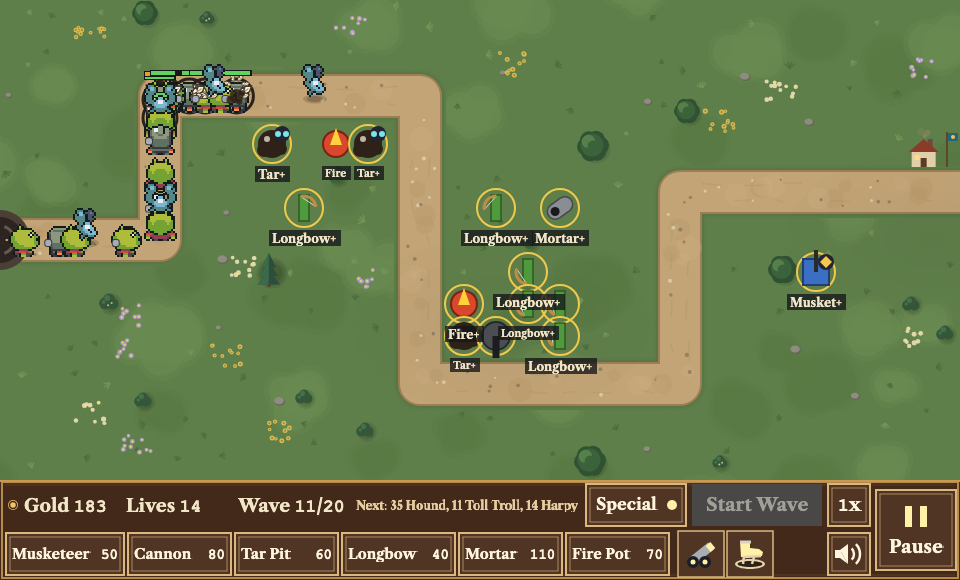 Tar+
Fire
Tar+
Longbow+
Longbow+
Mortar+
Longbow+
Musket+
Fire+
Longbow+
Tar+
Longbow+
Gold 183
Lives 14
Wave 11/20
Next: 35 Hound, 11 Toll Troll, 14 Harpy
Special
Start Wave
1x
Pause
Musketeer 50
Cannon 80
Tar Pit 60
Longbow 40
Mortar 110
Fire Pot 70